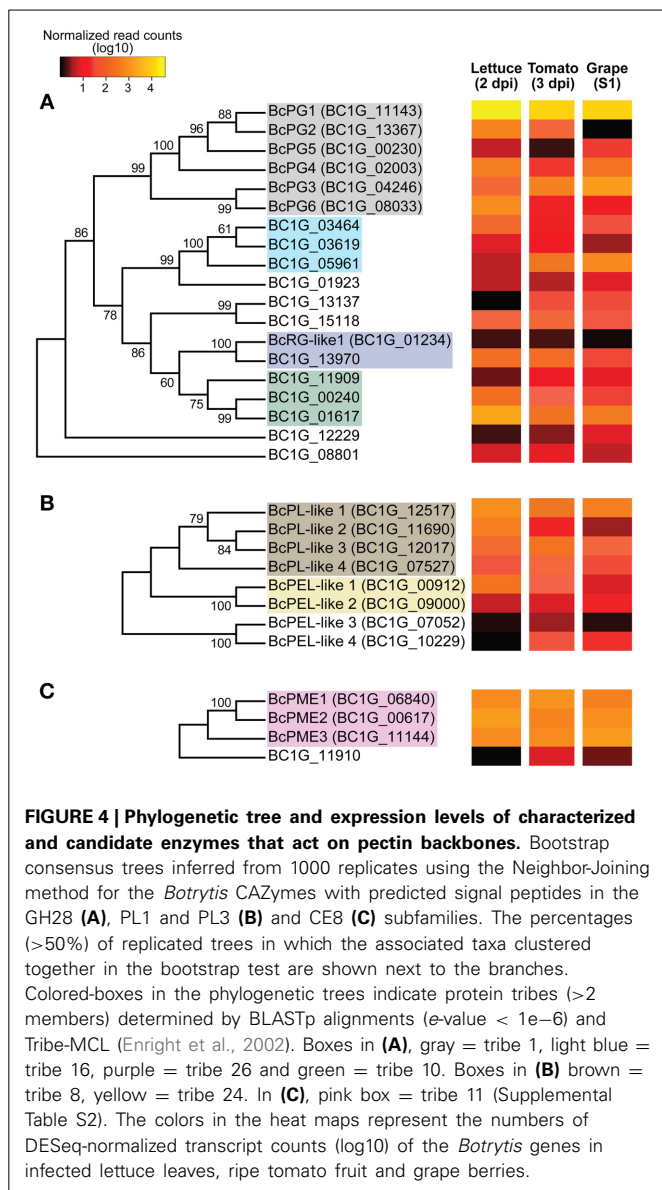 Normalized read counts
(log10)
1 2 3 4
Lettuce Tomato Grape
(2 dpi) (3 dpi) (S1)
A
88 BcPG1 (BC1G_11143)
96 BcPG2 (BC1G_13367)
100 BcPG5 (BC1G_00230)
99 BcPG4 (BC1G_02003)
BcPG3 (BC1G_04246)
99 BcPG6 (BC1G_08033)
86 61 BC1G_03464
100 BC1G_03619
99 BC1G_05961
BC1G_01923
78 99 BC1G_13137
BC1G_15118
86 100 BcRG-like1 (BC1G_01234)
BC1G_13970
60 BC1G_11909
75 BC1G_00240
99 BC1G_01617
BC1G_12229
BC1G_08801
B
79 BcPL-like 1 (BC1G_12517)
BcPL-like 2 (BC1G_11690)
84 BcPL-like 3 (BC1G_12017)
BcPL-like 4 (BC1G_07527)
BcPEL-like 1 (BC1G_00912)
100 BcPEL-like 2 (BC1G_09000)
BcPEL-like 3 (BC1G_07052)
100 BcPEL-like 4 (BC1G_10229)
C
100 BcPME1 (BC1G_06840)
BcPME2 (BC1G_00617)
BcPME3 (BC1G_11144)
BC1G_11910
FIGURE 4 | Phylogenetic tree and expression levels of characterized
and candidate enzymes that act on pectin backbones. Bootstrap
consensus trees inferred from 1000 replicates using the Neighbor-Joining
method for the Botrytis CAZymes with predicted signal peptides in the
GH28 (A), PL1 and PL3 (B) and CE8 (C) subfamilies. The percentages
(>50%) of replicated trees in which the associated taxa clustered
together in the bootstrap test are shown next to the branches.
Colored-boxes in the phylogenetic trees indicate protein tribes (>2
members) determined by BLASTp alignments (e-value < 1e−6) and
Tribe-MCL (Enright et al., 2002). Boxes in (A), gray = tribe 1, light blue =
tribe 16, purple = tribe 26 and green = tribe 10. Boxes in (B) brown =
tribe 8, yellow = tribe 24. In (C), pink box = tribe 11 (Supplemental
Table S2). The colors in the heat maps represent the numbers of
DESeq-normalized transcript counts (log10) of the Botrytis genes in
infected lettuce leaves, ripe tomato fruit and grape berries.